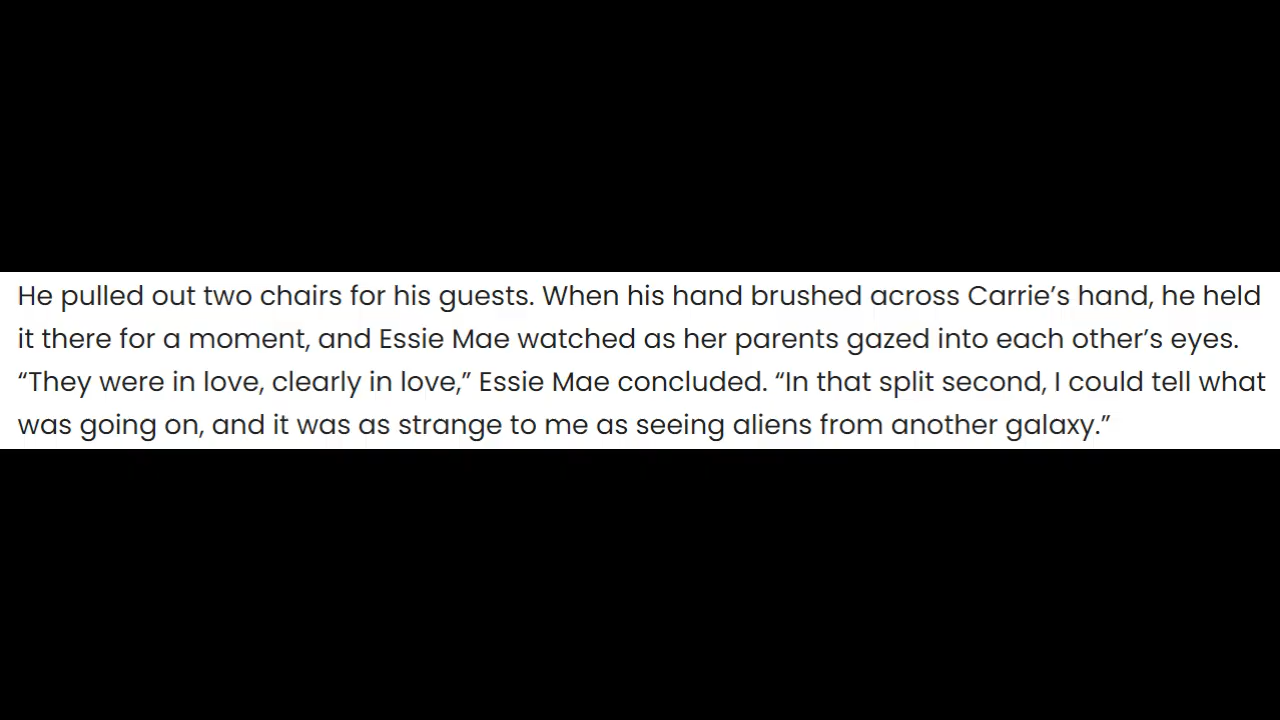 He pulled out two chairs for his guests. When his hand brushed across Carrie’s hand, he held
it there for a moment, and Essie Mae watched as her parents gazed into each other’s eyes.
“They were in love, clearly in love,” Essie Mae concluded. “In that split second, I could tell what
was going on, and it was as strange to me as seeing aliens from another galaxy.”